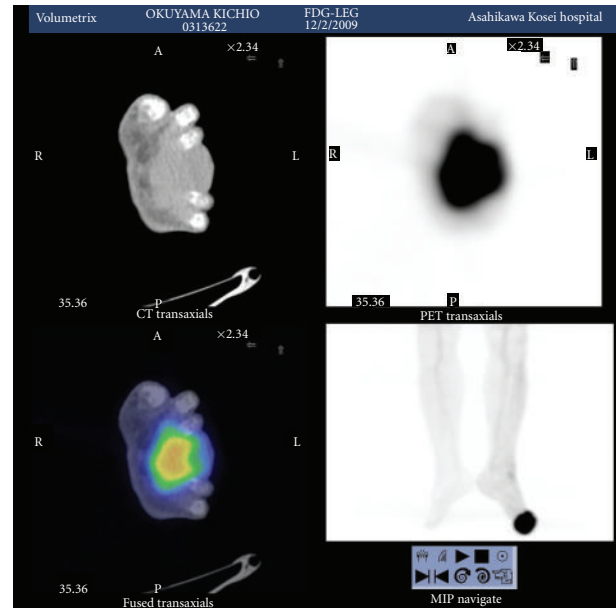 Volumetrix
OKUYAMA KICHIO
0313622
FDG-LEG
12/2/2009
Asahikawa Kosei hospital
A
×2.34
R
L
35.36
P
CT transaxials
A
×2.34
R
L
35.36
P
PET transaxials
A
×2.34
R
L
35.36
P
Fused transaxials
MIP navigate